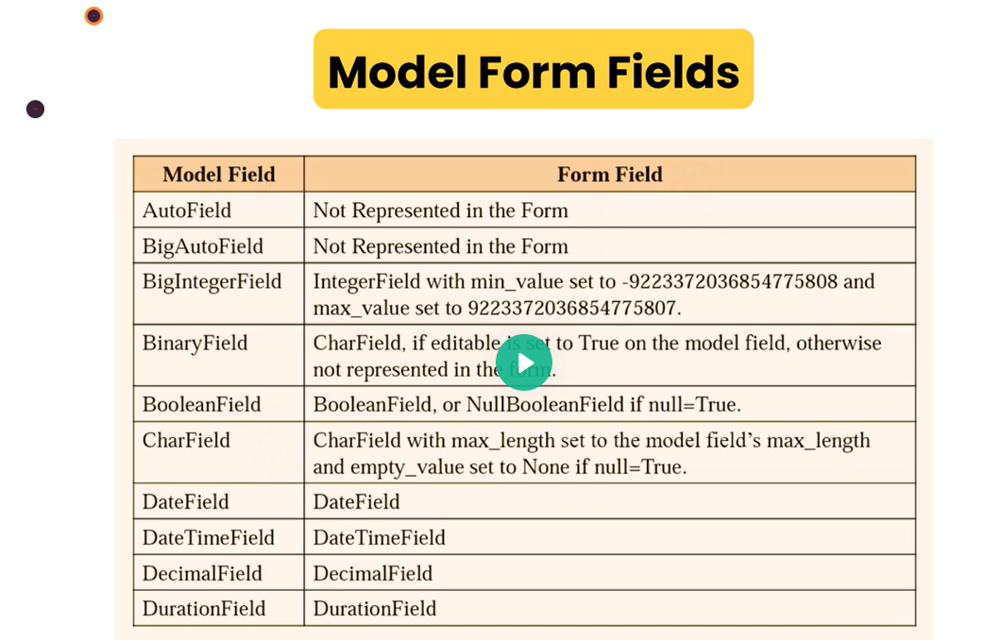 Model Form Fields
Model Field Form Field
AutoField Not Represented in the Form
BigAutoField Not Represented in the Form
BigIntegerField IntegerField with min_value set to -9223372036854775808 and
max_value set to 9223372036854775807.
BinaryField CharField, if editable is set to True on the model field, otherwise
not represented in the form.
BooleanField BooleanField, or NullBooleanField if null=True.
CharField CharField with max_length set to the model field’s max_length
and empty_value set to None if null=True.
DateField DateField
DateTimeField DateTimeField
DecimalField DecimalField
DurationField DurationField